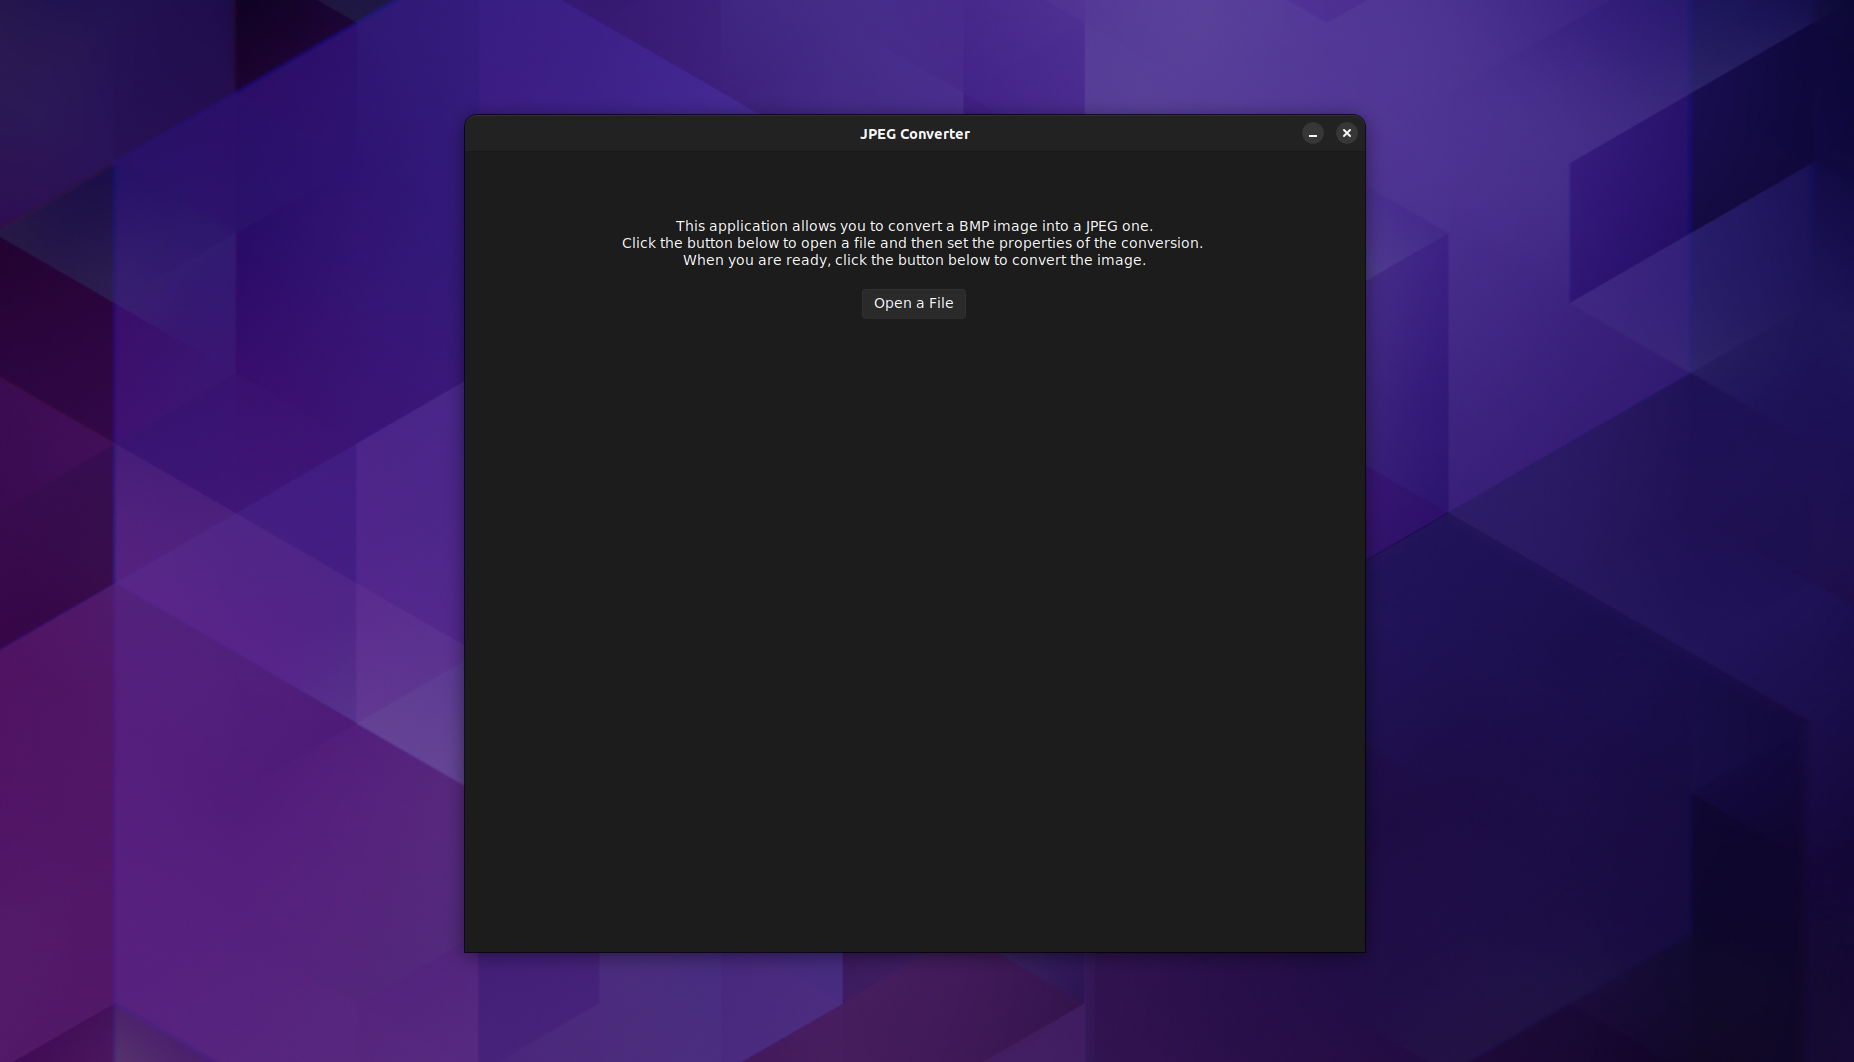 JPEG Converter
This application allows you to convert a BMP image into a JPEG one.
Click the button below to open a file and then set the properties of the conversion.
When you are ready, click the button below to convert the image.
Open a File